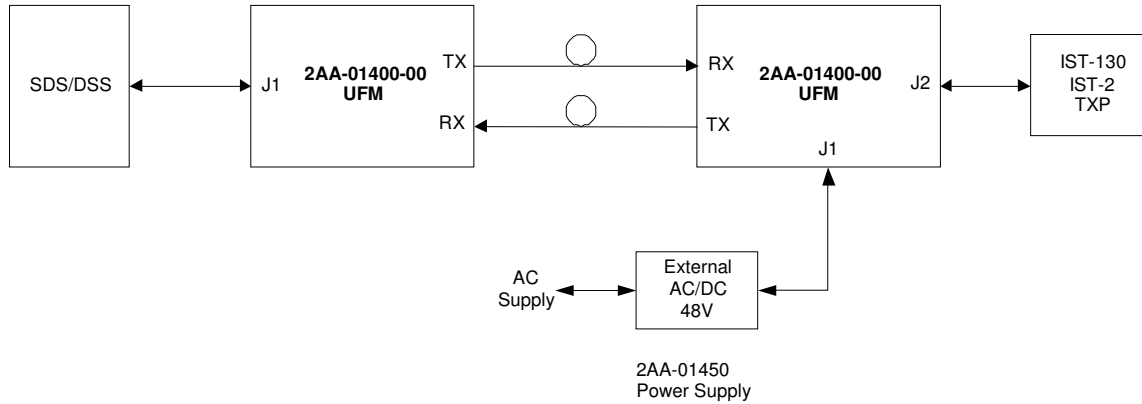 SDS/DSS
J1
2AA-01400-00
UFM
TX
RX
RX
TX
2AA-01400-00
UFM
J2
J1
IST-130
IST-2
TXP
AC
Supply
External
AC/DC
48V
2AA-01450
Power Supply